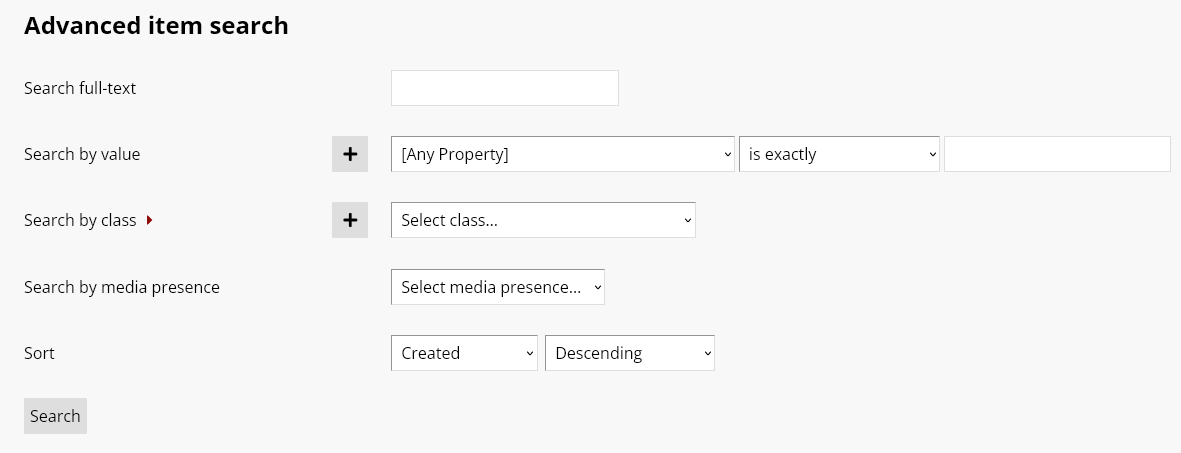 Advanced item search
Search full-text
Search by value + [Any Property] is exactly
Search by class + Select class...
Search by media presence Select media presence...
Sort Created Descending
Search